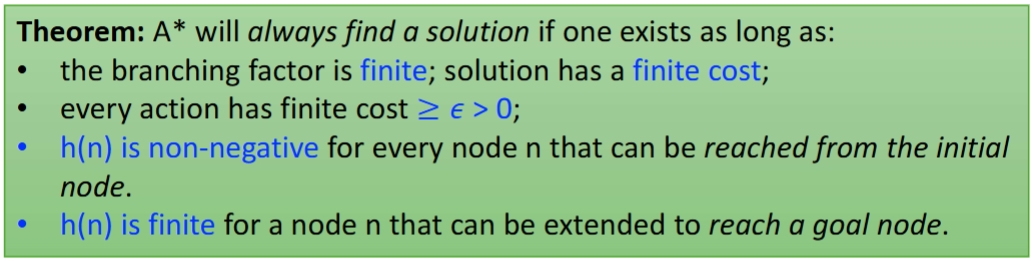 Theorem: A* will always find a solution if one exists as long as:
• the branching factor is finite; solution has a finite cost;
• every action has finite cost ≥ ϵ > 0;
• h(n) is non-negative for every node n that can be reached from the initial
node.
• h(n) is finite for a node n that can be extended to reach a goal node.